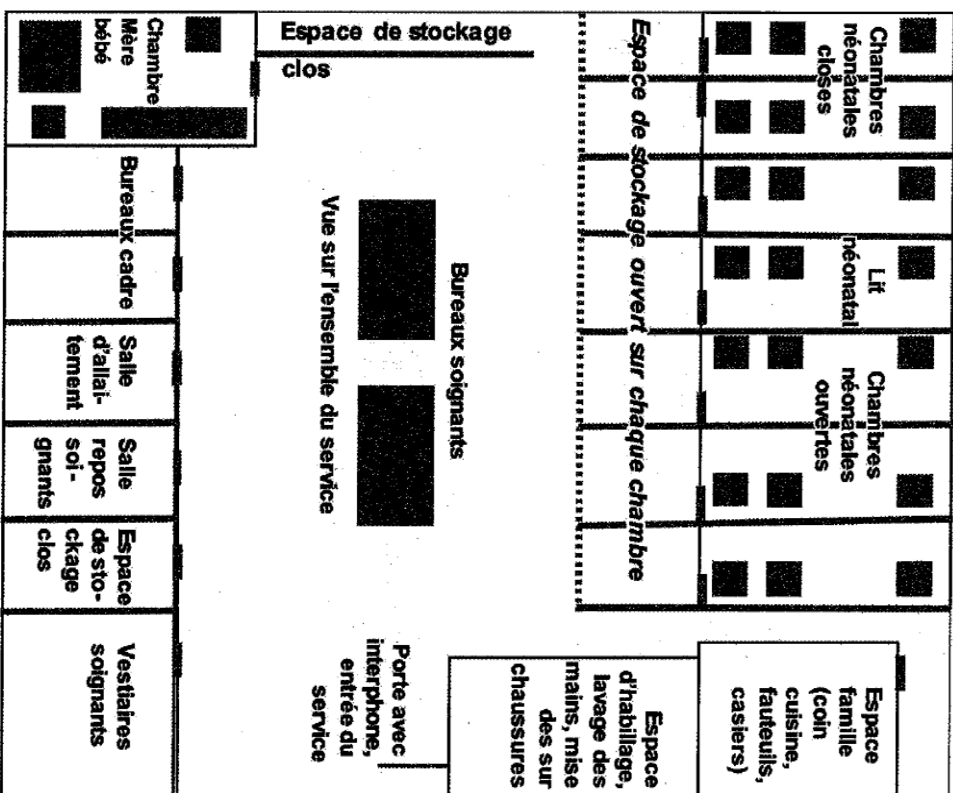 Espace de stockage
clos
Chambre
Mère
bébé
Bureaux cadre
Salle
d'allai-
tement
Salle
repos
soi-
gnants
Espace
de sto-
ckage
clos
Vestiaires
soignants
Bureaux soignants
Vue sur l'ensemble du service
Espace de stockage ouvert sur chaque chambre
Chambres
néonatales
closes
Lit
néonatal
Chambres
néonatales
ouvertes
Porte avec
interphone,
entrée du
service
Espace
d'habillage,
lavage des
mains, mise
des sur
chaussures
Espace
famille
(coin
cuisine,
fauteuils,
casiers)